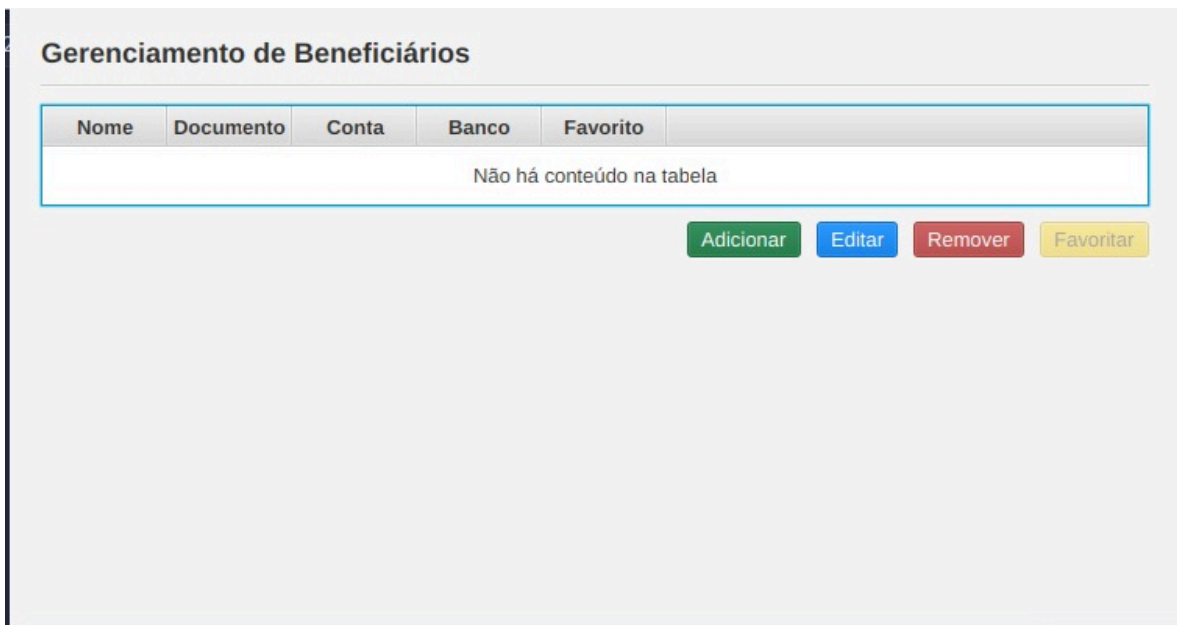 Gerenciamento de Beneficiários
Nome Documento Conta Banco Favorito
Não há conteúdo na tabela
Adicionar Editar Remover Favoritar